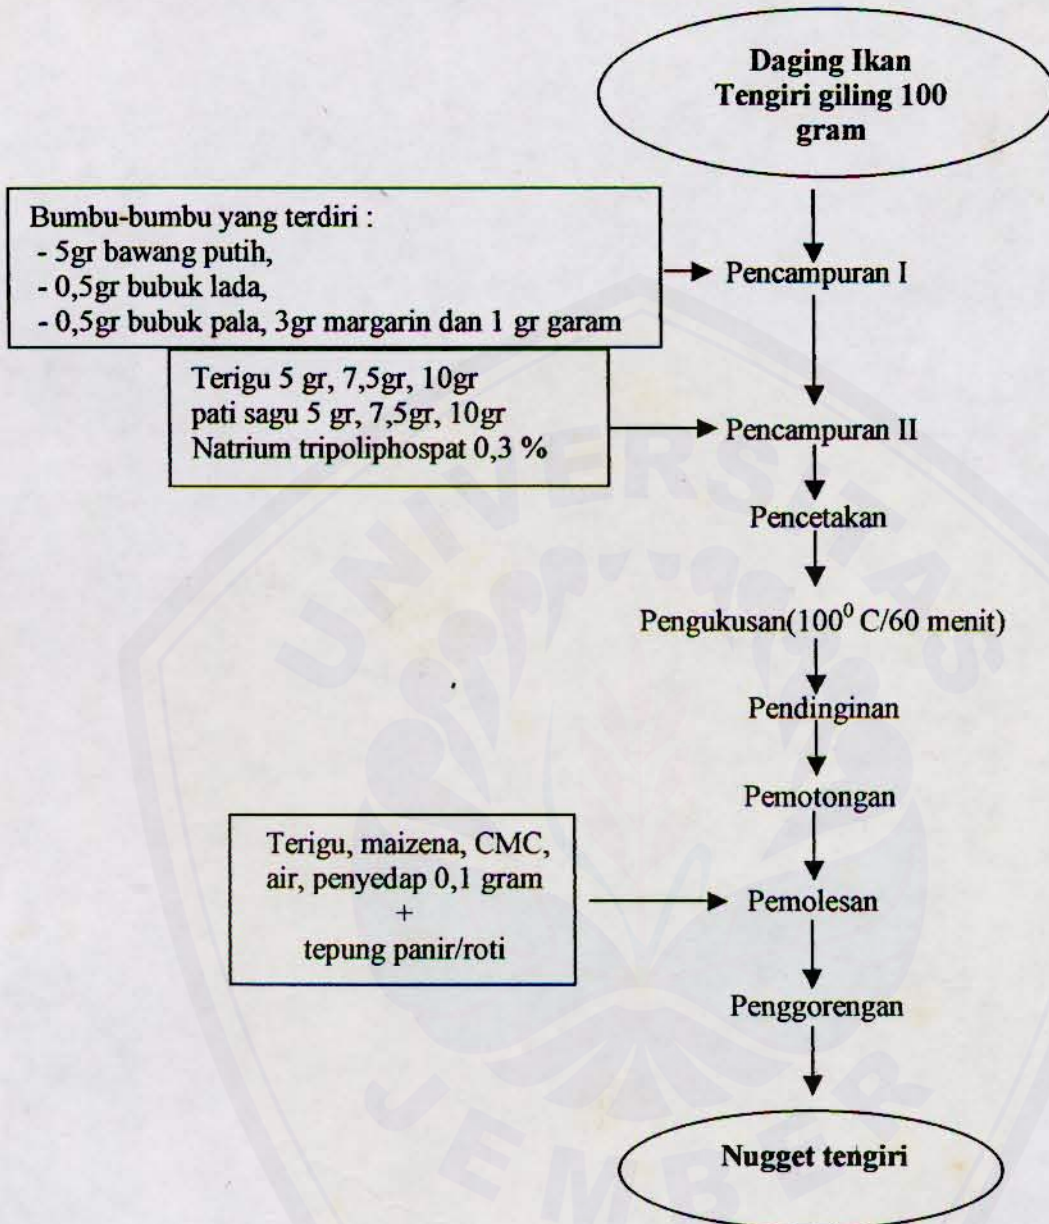 Daging Ikan
Tengiri giling 100
gram
Bumbu-bumbu yang terdiri :
- 5gr bawang putih,
- 0,5gr bubuk lada,
- 0,5gr bubuk pala, 3gr margarin dan 1 gr garam
Pencampuran I
Terigu 5 gr, 7,5gr, 10gr
pati sagu 5 gr, 7,5gr, 10gr
Natrium tripoliphospat 0,3 %
Pencampuran II
Pencetakan
Pengukusan(100⁰ C/60 menit)
Pendinginan
Pemotongan
Terigu, maizena, CMC,
air, penyedap 0,1 gram
+
tepung panir/roti
Pemolesan
Penggorengan
Nugget tengiri
UNIVERSITAS
JEMBER